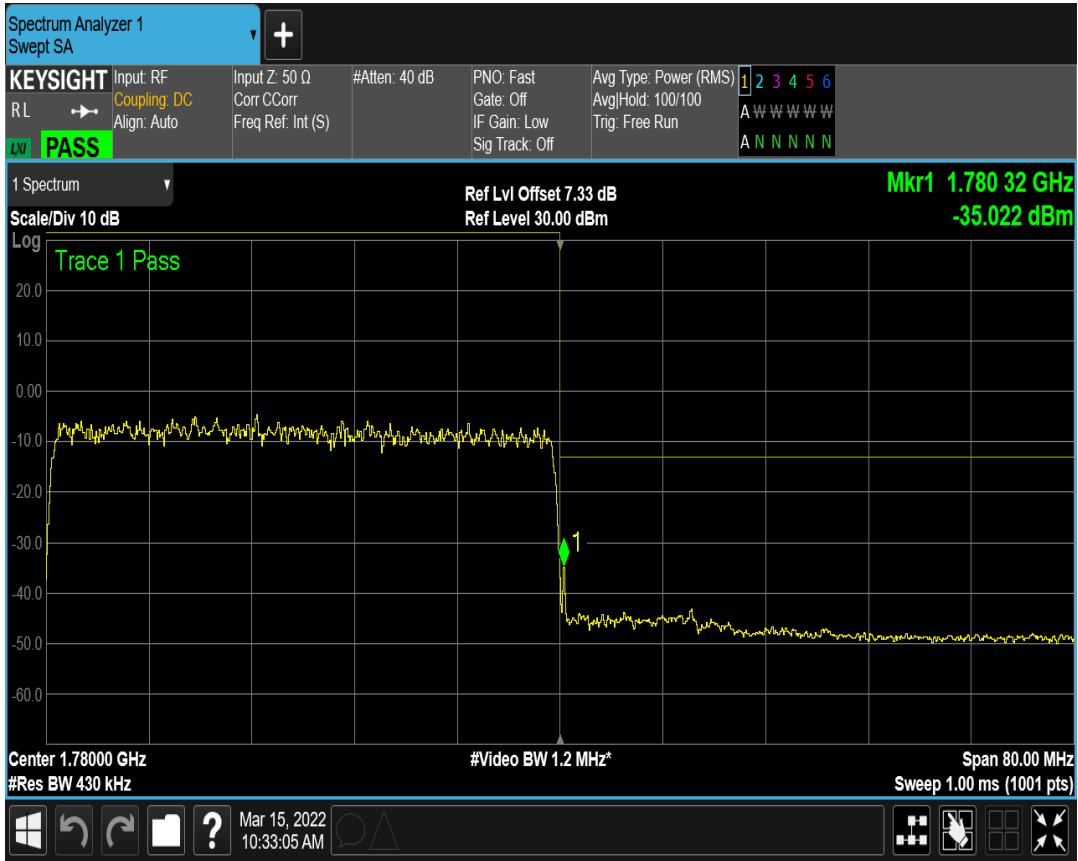 Spectrum Analyzer 1
Swept SA
+
KEYSIGHT
R L
LXI PASS
Input: RF
Coupling: DC
Align: Auto
Input Z: 50 Ω
Corr CCorr
Freq Ref: Int (S)
#Atten: 40 dB
PNO: Fast
Gate: Off
IF Gain: Low
Sig Track: Off
Avg Type: Power (RMS)
Avg|Hold: 100/100
Trig: Free Run
1 2 3 4 5 6
A W W W W W
A N N N N N
1 Spectrum
Scale/Div 10 dB
Ref Lvl Offset 7.33 dB
Ref Level 30.00 dBm
Mkr1 1.780 32 GHz
-35.022 dBm
Log
Trace 1 Pass
20.0
10.0
0.00
-10.0
-20.0
-30.0
-40.0
-50.0
-60.0
1
Center 1.78000 GHz
#Res BW 430 kHz
#Video BW 1.2 MHz*
Span 80.00 MHz
Sweep 1.00 ms (1001 pts)
?
Mar 15, 2022
10:33:05 AM